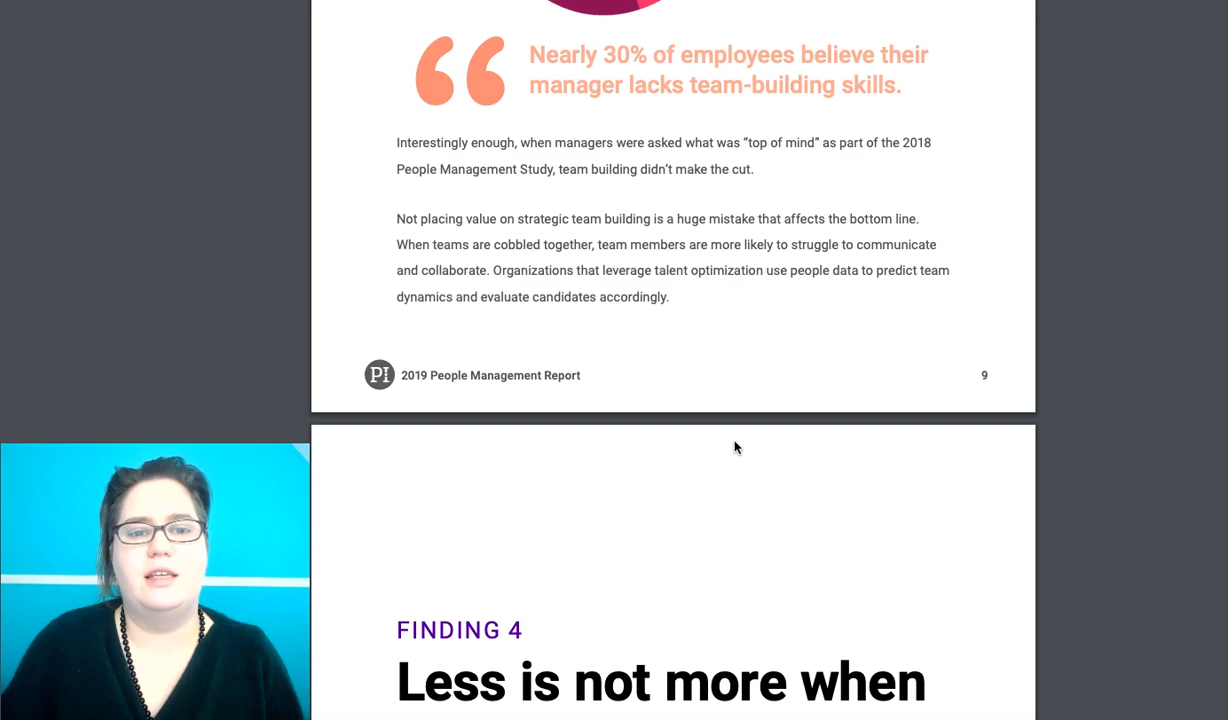 Nearly 30% of employees believe their
manager lacks team-building skills.
Interestingly enough, when managers were asked what was “top of mind” as part of the 2018
People Management Study, team building didn’t make the cut.
Not placing value on strategic team building is a huge mistake that affects the bottom line.
When teams are cobbled together, team members are more likely to struggle to communicate
and collaborate. Organizations that leverage talent optimization use people data to predict team
dynamics and evaluate candidates accordingly.
PI 2019 People Management Report 9
FINDING 4
Less is not more when